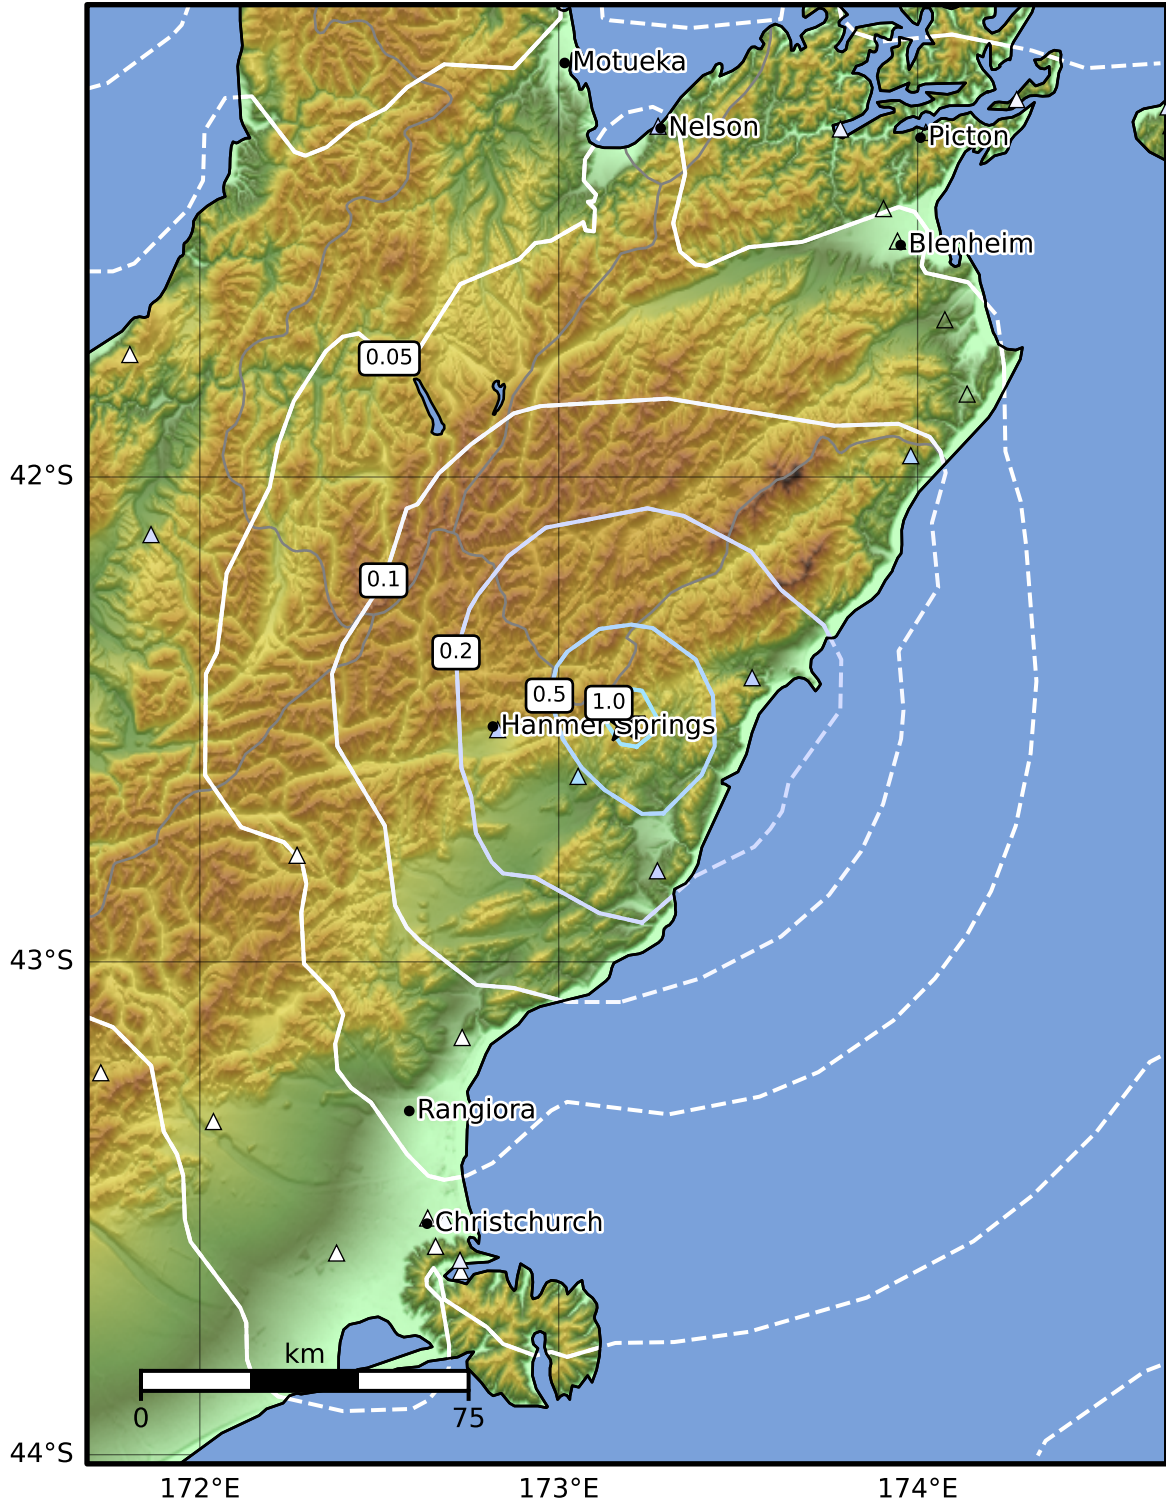 Motueka
Nelson
Picton
Blenheim
0.05
42°S
0.1
0.2
0.5
1.0
Hanmer Springs
43°S
Rangiora
Christchurch
km
0
75
44°S
172°E
173°E
174°E